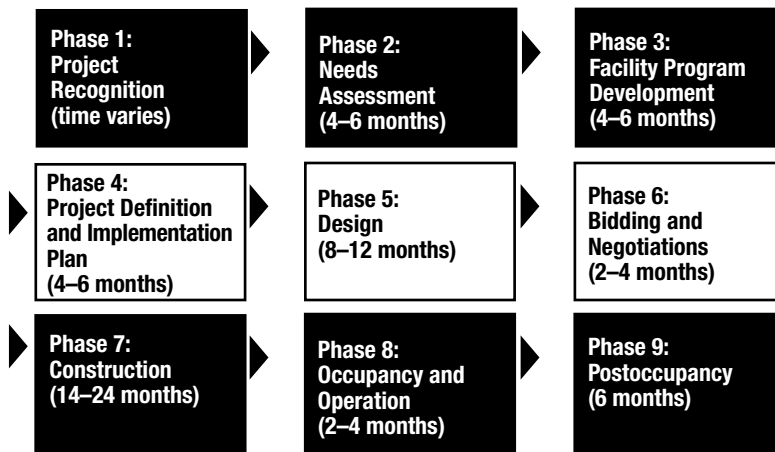 Phase 1:
Project
Recognition
(time varies)
Phase 2:
Needs
Assessment
(4–6 months)
Phase 3:
Facility Program
Development
(4–6 months)
Phase 4:
Project Definition
and Implementation
Plan
(4–6 months)
Phase 5:
Design
(8–12 months)
Phase 6:
Bidding and
Negotiations
(2–4 months)
Phase 7:
Construction
(14–24 months)
Phase 8:
Occupancy and
Operation
(2–4 months)
Phase 9:
Postoccupancy
(6 months)